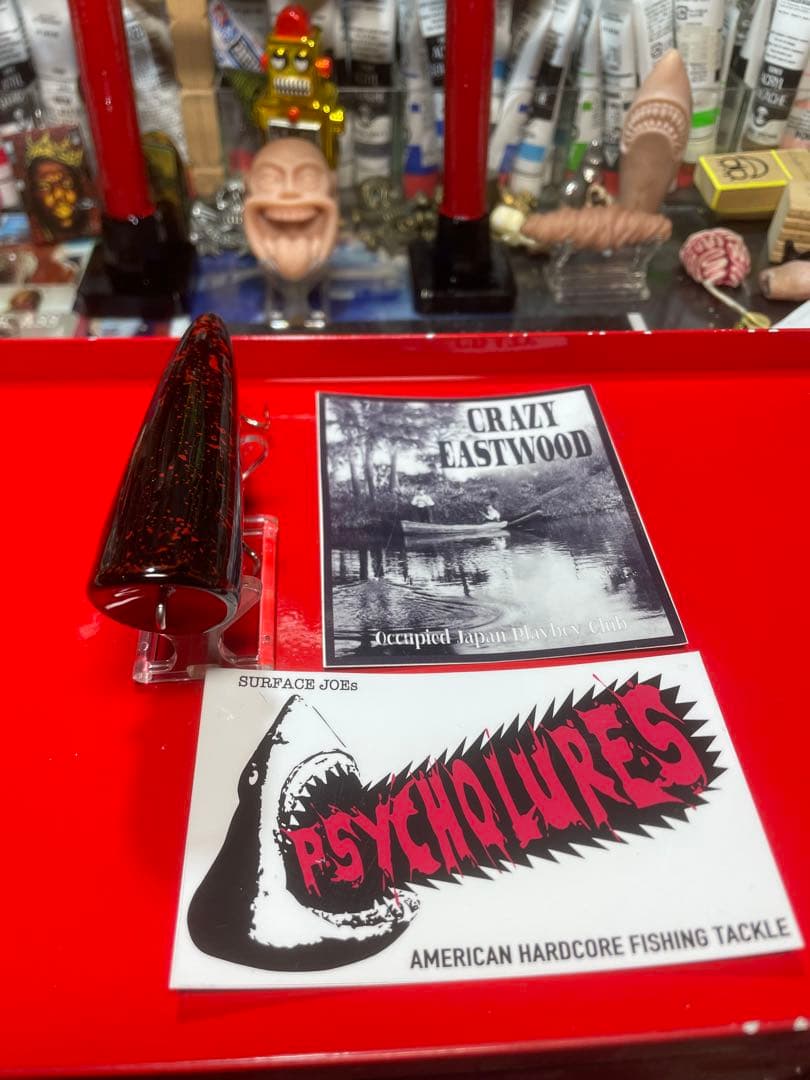 CRAZY
EASTWOOD
Occupied Japan Playboy Club
SURFACE JOEs
PSYCHOLURES
AMERICAN HARDCORE FISHING TACKLE